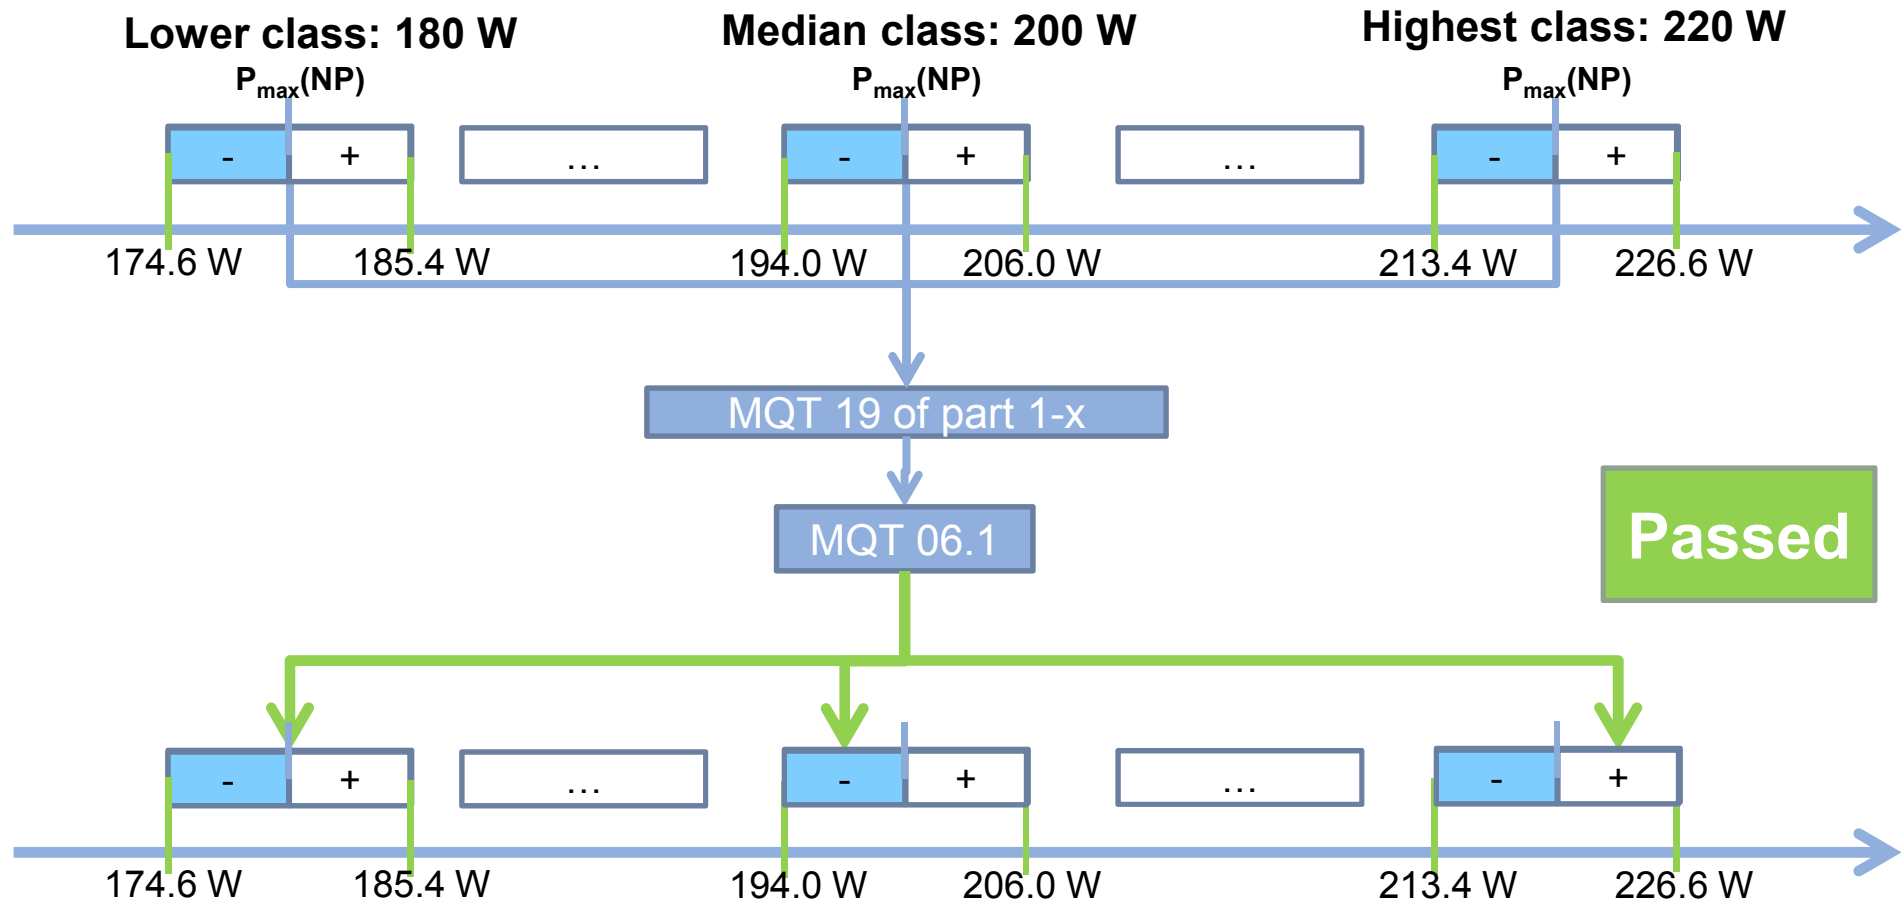 Lower class: 180 W
Median class: 200 W
Highest class: 220 W
Pmax(NP)
Pmax(NP)
Pmax(NP)
- + ... - + ... - +
174.6 W 185.4 W 194.0 W 206.0 W 213.4 W 226.6 W
MQT 19 of part 1-x
MQT 06.1
Passed
- + ... - + ... - +
174.6 W 185.4 W 194.0 W 206.0 W 213.4 W 226.6 W